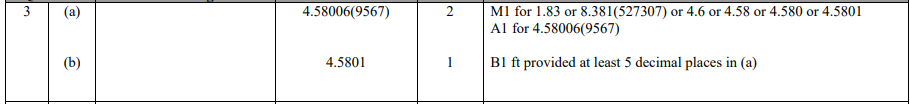 3 (a) 4.58006(9567) 2 M1 for 1.83 or 8.381(527307) or 4.6 or 4.58 or 4.580 or 4.5801
A1 for 4.58006(9567)
(b) 4.5801 1 B1 ft provided at least 5 decimal places in (a)